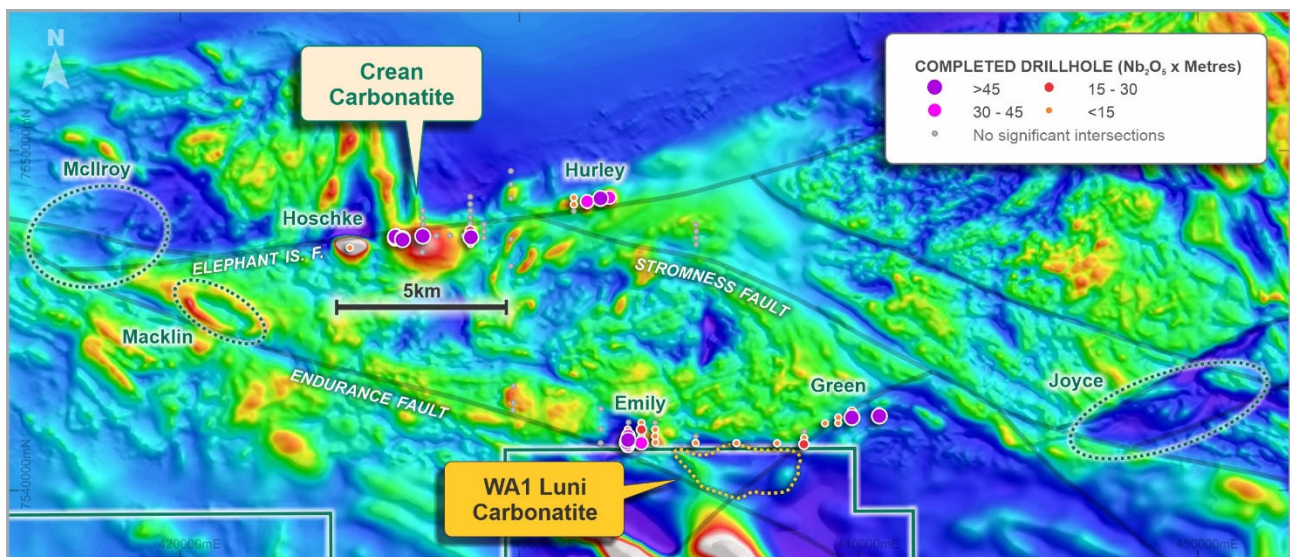 N
Crean
Carbonatite
COMPLETED DRILLHOLE (Nb₂O₅ x Metres)
>45
15 - 30
30 - 45
<15
No significant intersections
7550000mN
McIlroy
Hurley
Hoschke
ELEPHANT IS. F.
STROMNESS FAULT
5km
Macklin
ENDURANCE FAULT
Emily
Green
Joyce
WA1 Luni
Carbonatite
7540000mN
420000mE
440000mE
450000mE